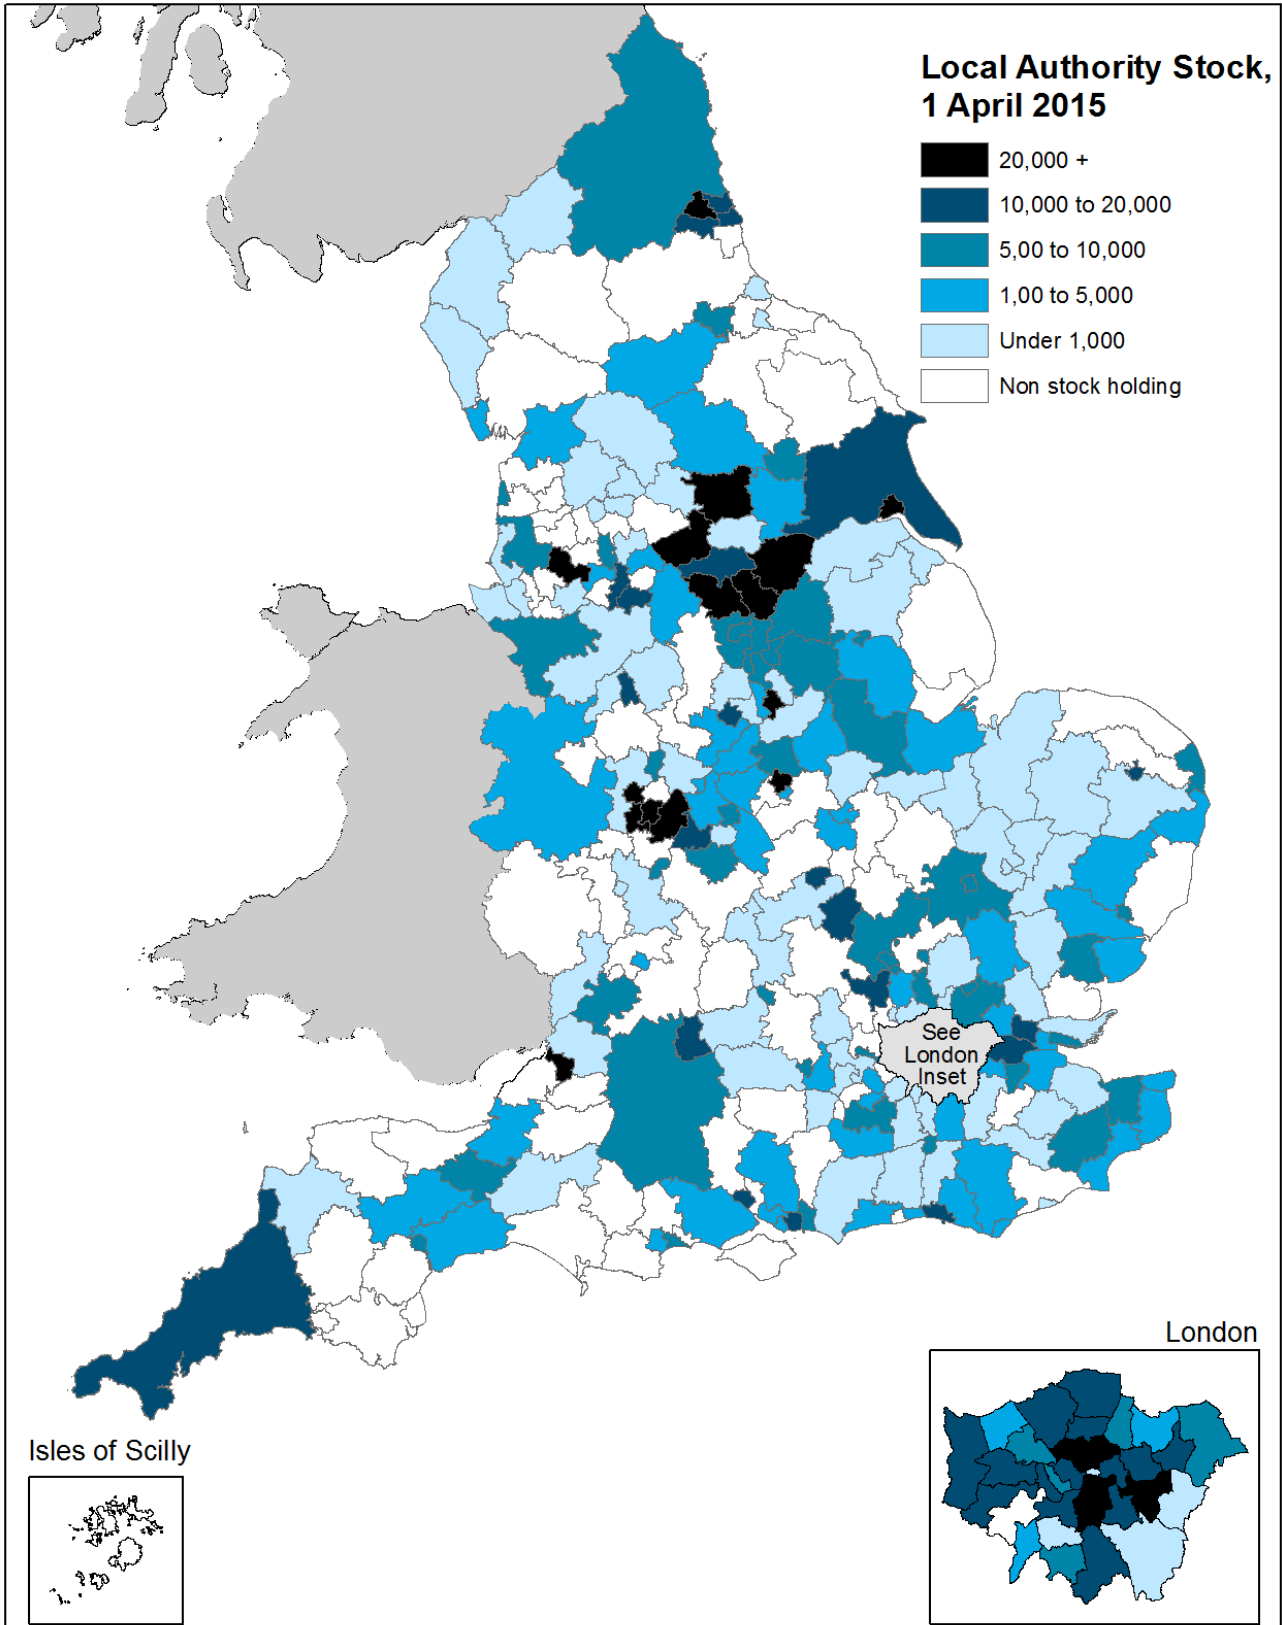 Local Authority Stock,
1 April 2015
20,000 +
10,000 to 20,000
5,00 to 10,000
1,00 to 5,000
Under 1,000
Non stock holding
See
London
Inset
London
Isles of Scilly